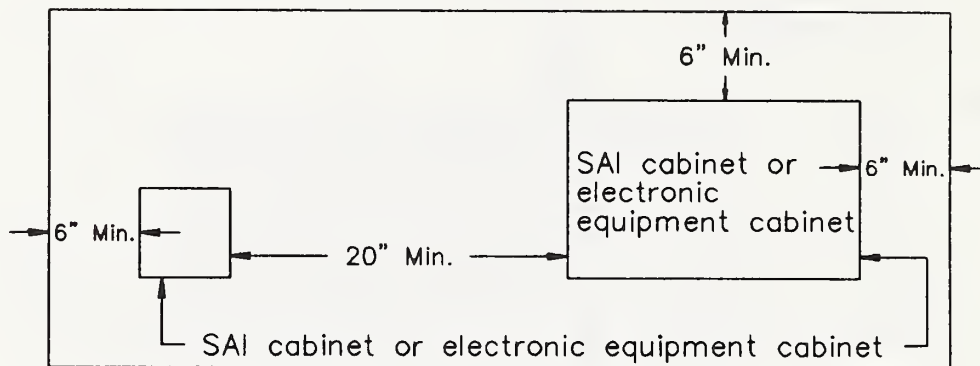 6" Min.
SAI cabinet or
electronic
equipment cabinet
6" Min.
6" Min.
20" Min.
SAI cabinet or electronic equipment cabinet